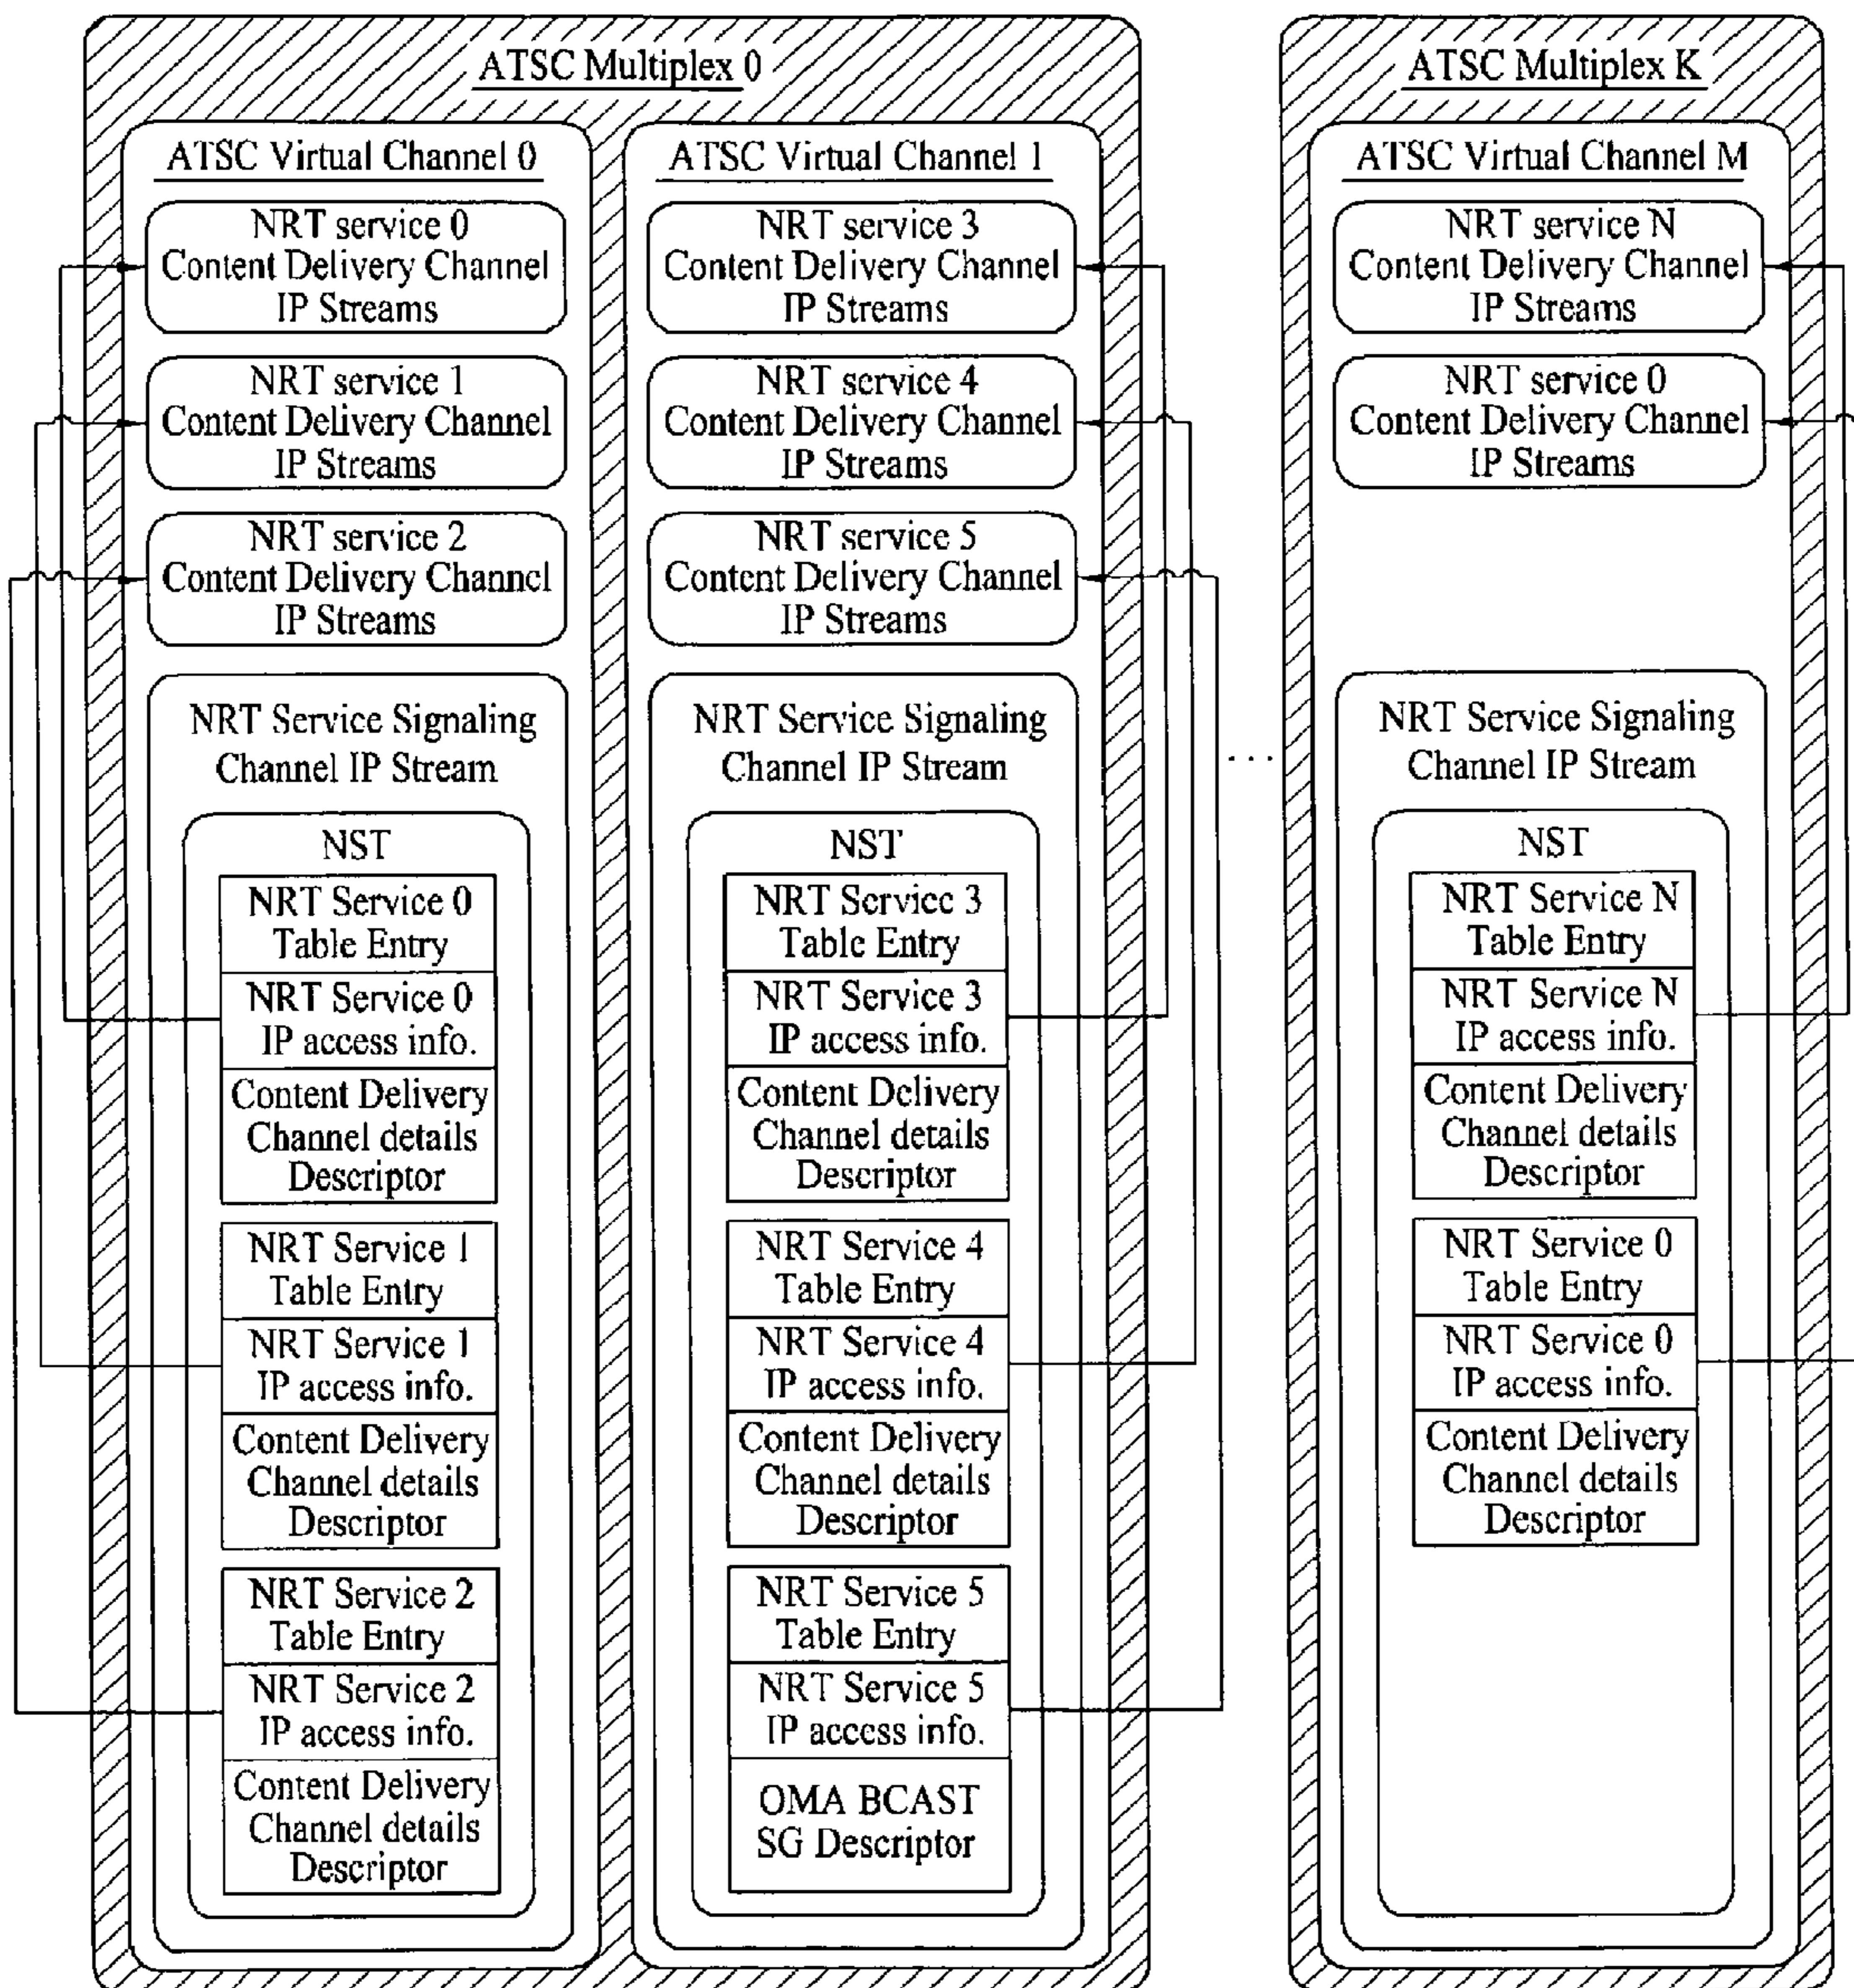 ATSC Multiplex 0
ATSC Virtual Channel 0
NRT service 0
Content Delivery Channel
IP Streams
NRT service 1
Content Delivery Channel
IP Streams
NRT service 2
Content Delivery Channel
IP Streams
NRT Service Signaling
Channel IP Stream
NST
NRT Service 0
Table Entry
NRT Service 0
IP access info.
Content Delivery
Channel details
Descriptor
NRT Service 1
Table Entry
NRT Service 1
IP access info.
Content Delivery
Channel details
Descriptor
NRT Service 2
Table Entry
NRT Service 2
IP access info.
Content Delivery
Channel details
Descriptor
ATSC Virtual Channel 1
NRT service 3
Content Delivery Channel
IP Streams
NRT service 4
Content Delivery Channel
IP Streams
NRT service 5
Content Delivery Channel
IP Streams
NRT Service Signaling
Channel IP Stream
NST
NRT Service 3
Table Entry
NRT Service 3
IP access info.
Content Delivery
Channel details
Descriptor
NRT Service 4
Table Entry
NRT Service 4
IP access info.
Content Delivery
Channel details
Descriptor
NRT Service 5
Table Entry
NRT Service 5
IP access info.
OMA BCAST
SG Descriptor
...
ATSC Multiplex K
ATSC Virtual Channel M
NRT service N
Content Delivery Channel
IP Streams
NRT service 0
Content Delivery Channel
IP Streams
NRT Service Signaling
Channel IP Stream
NST
NRT Service N
Table Entry
NRT Service N
IP access info.
Content Delivery
Channel details
Descriptor
NRT Service 0
Table Entry
NRT Service 0
IP access info.
Content Delivery
Channel details
Descriptor